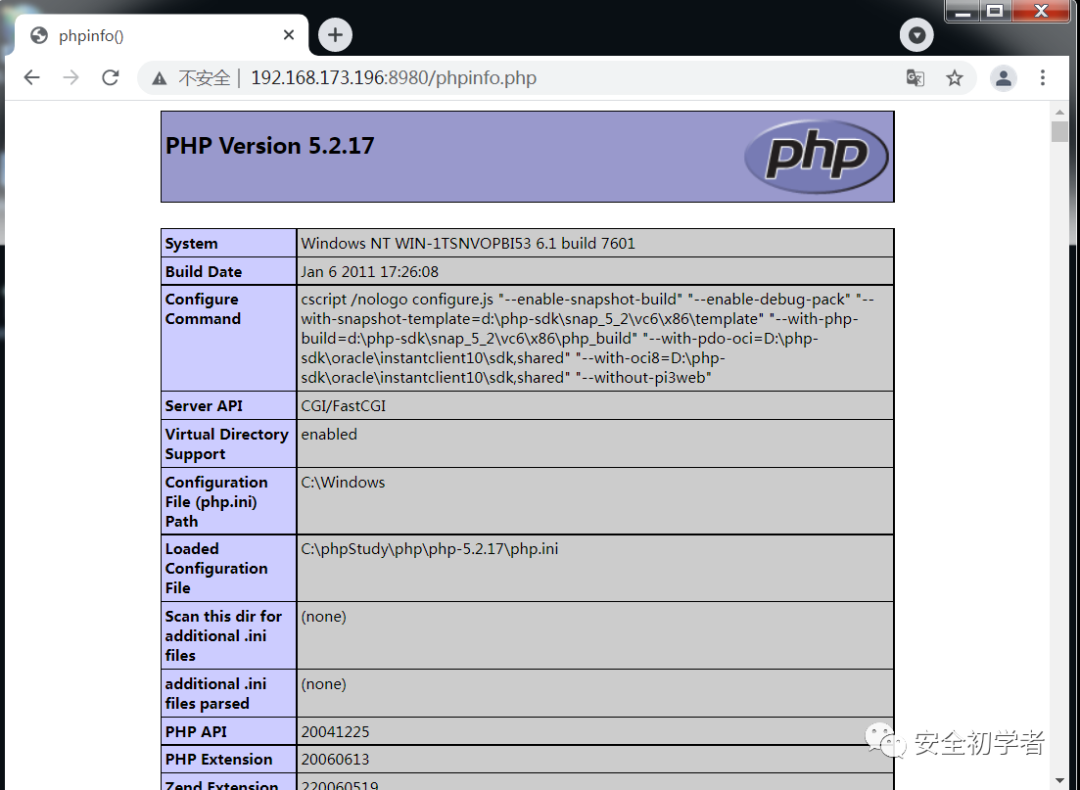 phpinfo()
不安全 | 192.168.173.196:8980/phpinfo.php
PHP Version 5.2.17
php
System
Windows NT WIN-1TSNVOPBI53 6.1 build 7601
Build Date
Jan 6 2011 17:26:08
Configure
Command
cscript /nologo configure.js "--enable-snapshot-build" "--enable-debug-pack" "--
with-snapshot-template=d:\php-sdk\snap_5_2\vc6\x86\template" "--with-php-
build=d:\php-sdk\snap_5_2\vc6\x86\php_build" "--with-pdo-oci=D:\php-
sdk\oracle\instantclient10\sdk,shared" "--with-oci8=D:\php-
sdk\oracle\instantclient10\sdk,shared" "--without-pi3web"
Server API
CGI/FastCGI
Virtual Directory
Support
enabled
Configuration
File (php.ini)
Path
C:\Windows
Loaded
Configuration
File
C:\phpStudy\php\php-5.2.17\php.ini
Scan this dir for
additional .ini
files
(none)
additional .ini
files parsed
(none)
PHP API
20041225
PHP Extension
20060613
Zend Extension
220060519
安全初学者